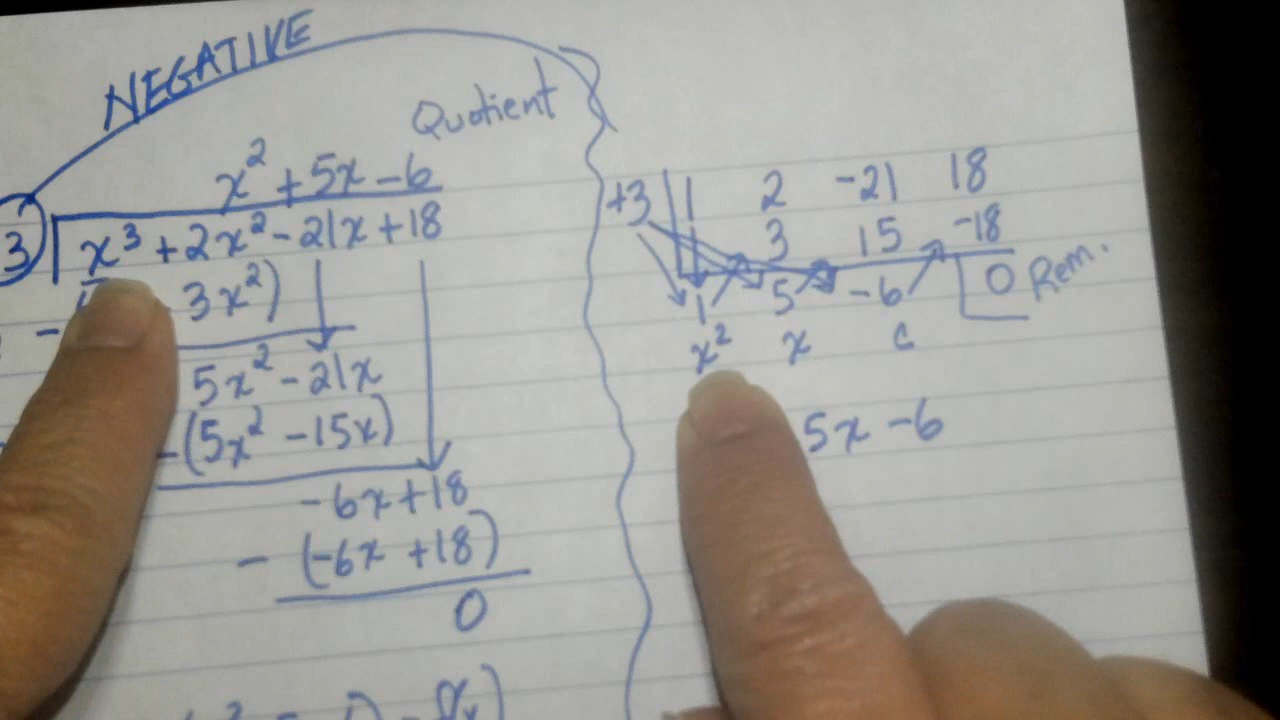 NEGATIVE
Quotient
x² + 5x - 6
3 x³ + 2x² - 21x + 18
- 3x²)
5x² - 21x
-(5x² - 15x)
-6x + 18
- (-6x + 18)
0
+3 1 2 -21 18
3 15 -18
1 5 -6 0 Rem.
x² x c
5x - 6